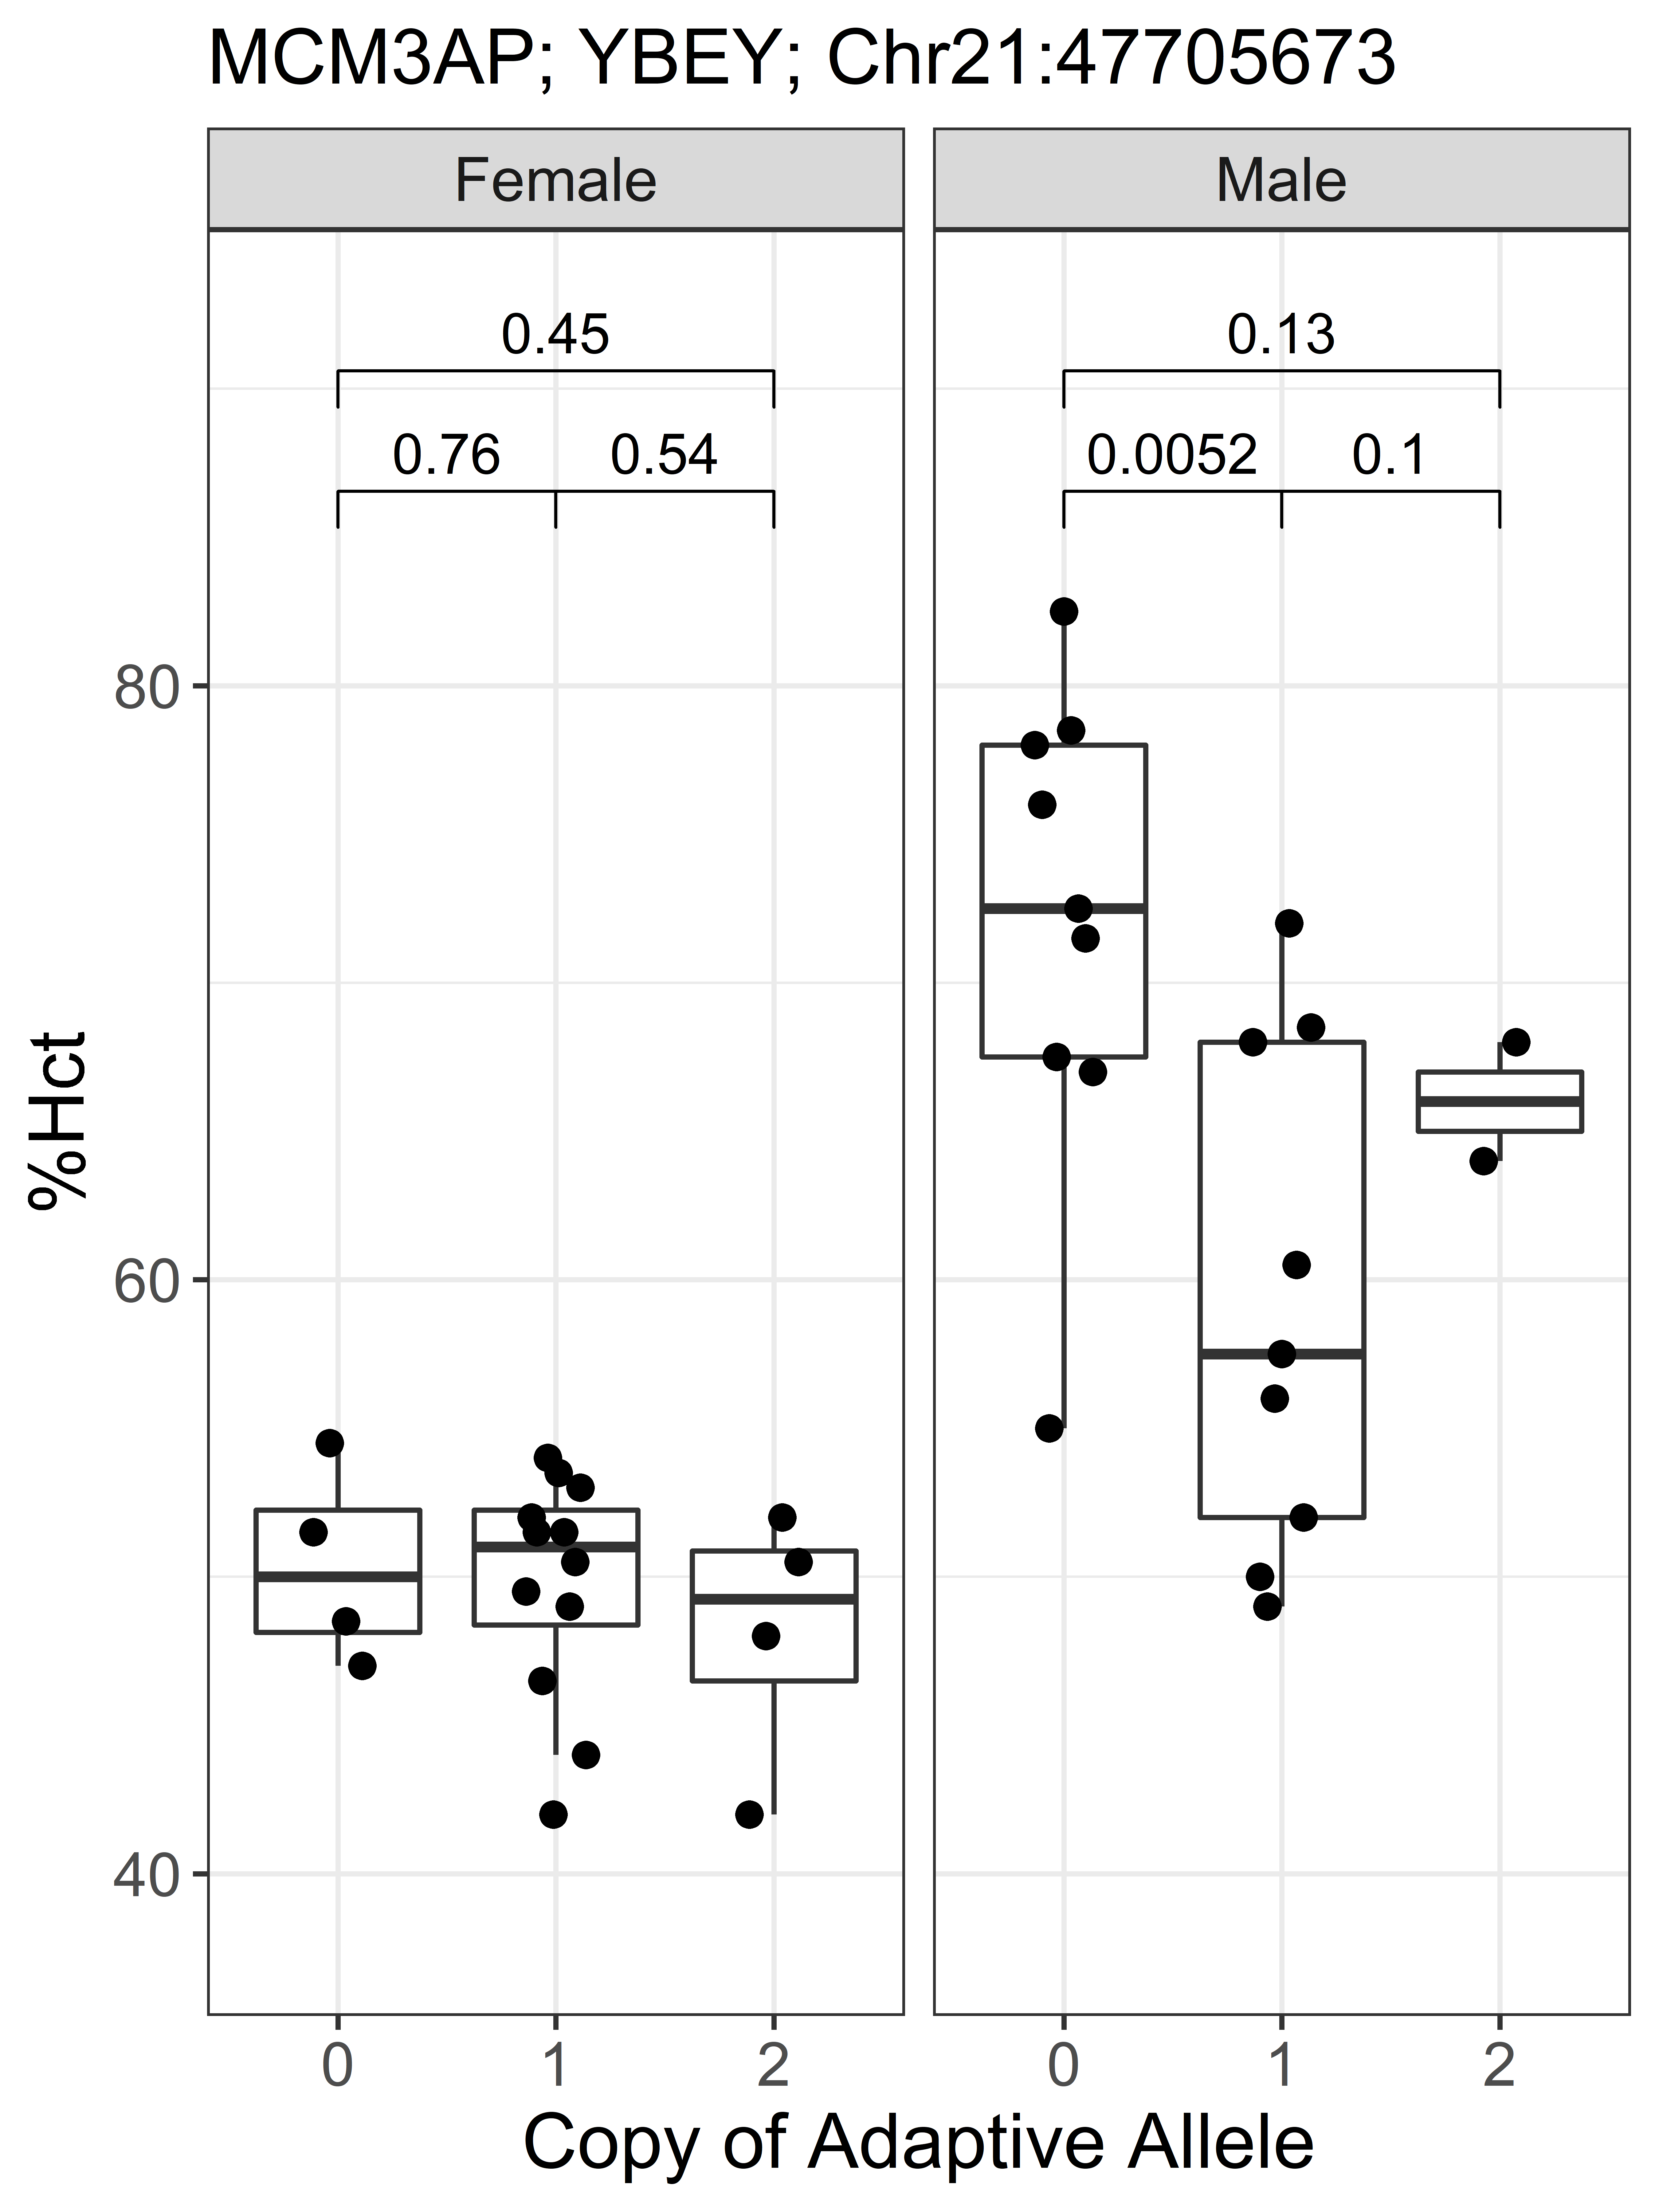 MCM3AP; YBEY; Chr21:47705673
Female Male
0.45 0.13
0.76 0.54 0.0052 0.1
80
%Hct
60
40
0 1 2 0 1 2
Copy of Adaptive Allele